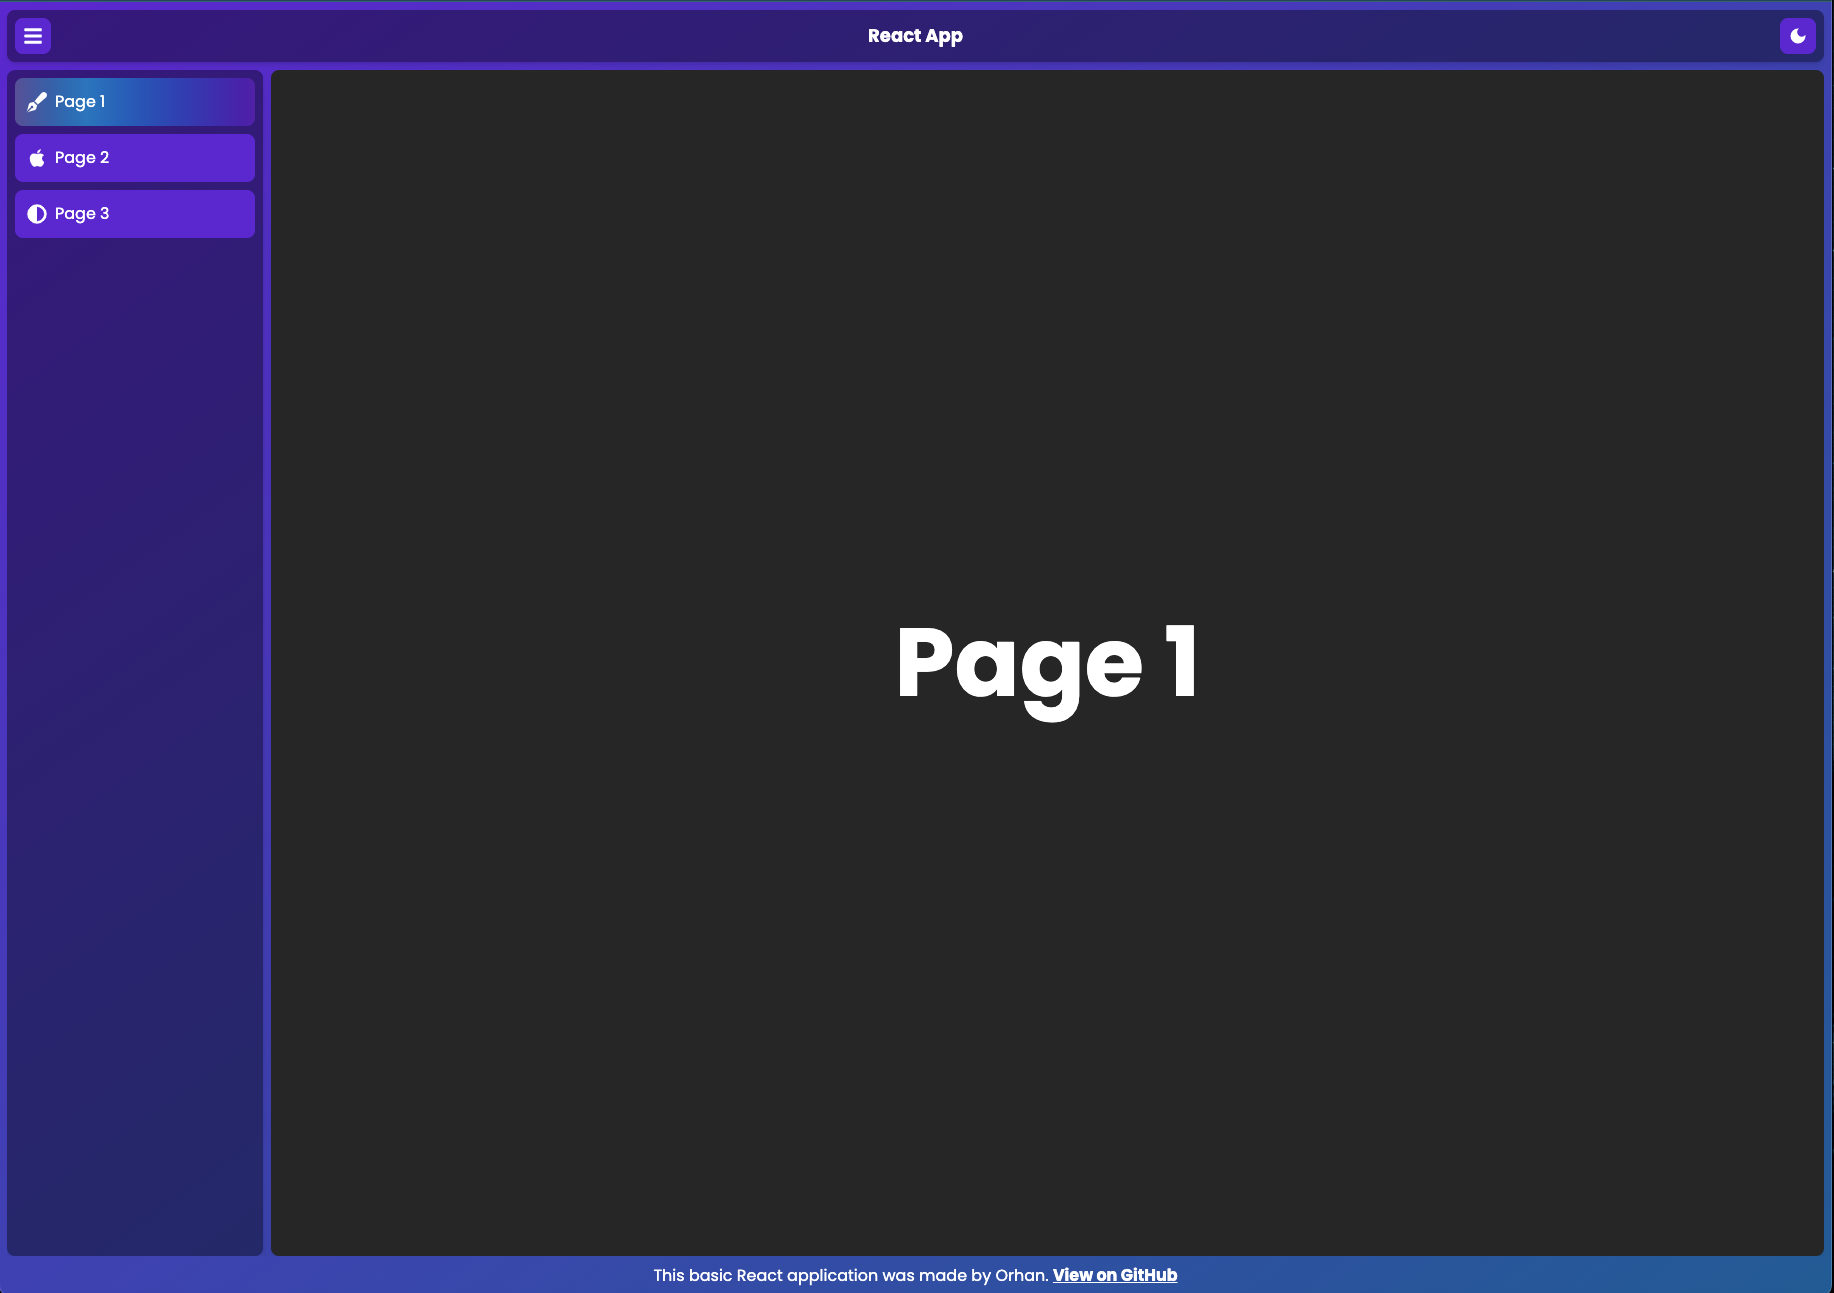 React App
Page 1
Page 2
Page 3
Page 1
This basic React application was made by Orhan. View on GitHub